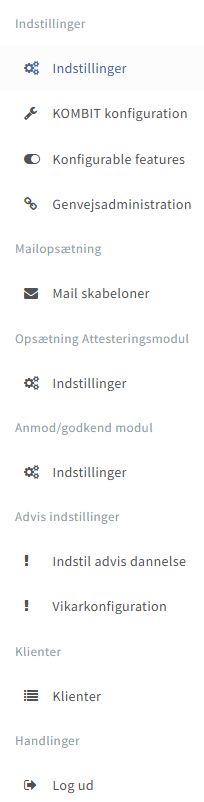 Indstillinger
Indstillinger
KOMBIT konfiguration
Konfigurable features
Genvejsadministration
Mailopsætning
Mail skabeloner
Opsætning Attesteringsmodul
Indstillinger
Anmod/godkend modul
Indstillinger
Advis indstillinger
Indstil advis dannelse
Vikarkonfiguration
Klienter
Klienter
Handlinger
Log ud